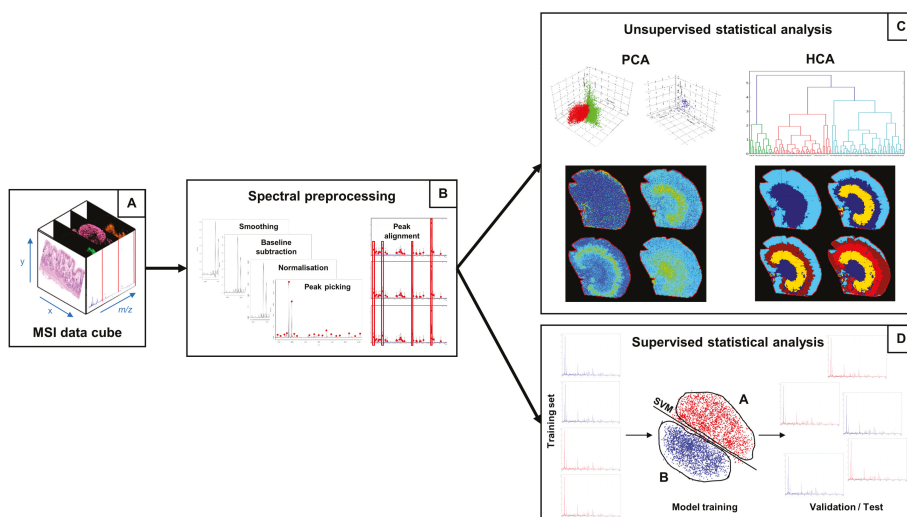 A
y
x
m/z
MSI data cube
B
Spectral preprocessing
Smoothing
Baseline
subtraction
Normalisation
Peak picking
Peak
alignment
C
Unsupervised statistical analysis
PCA
HCA
D
Supervised statistical analysis
Training set
SVM
A
B
Model training
Validation / Test